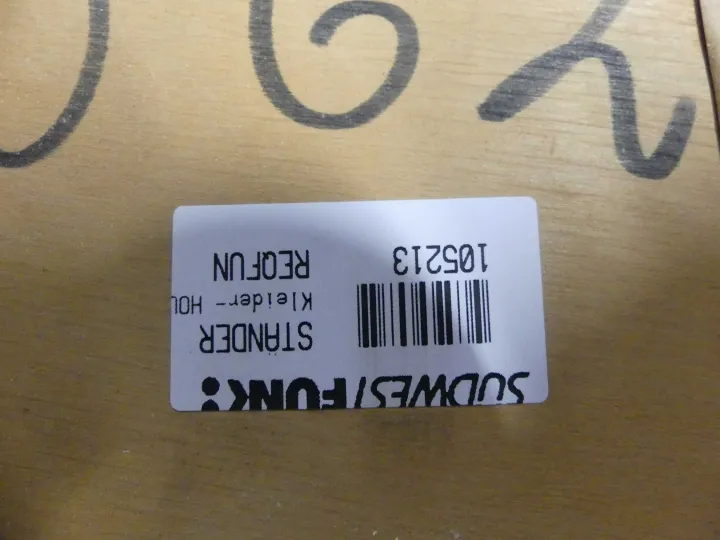 SÜDWESTFUNK:
STÄNDER
Kleider- HOL
105213 REQFUN